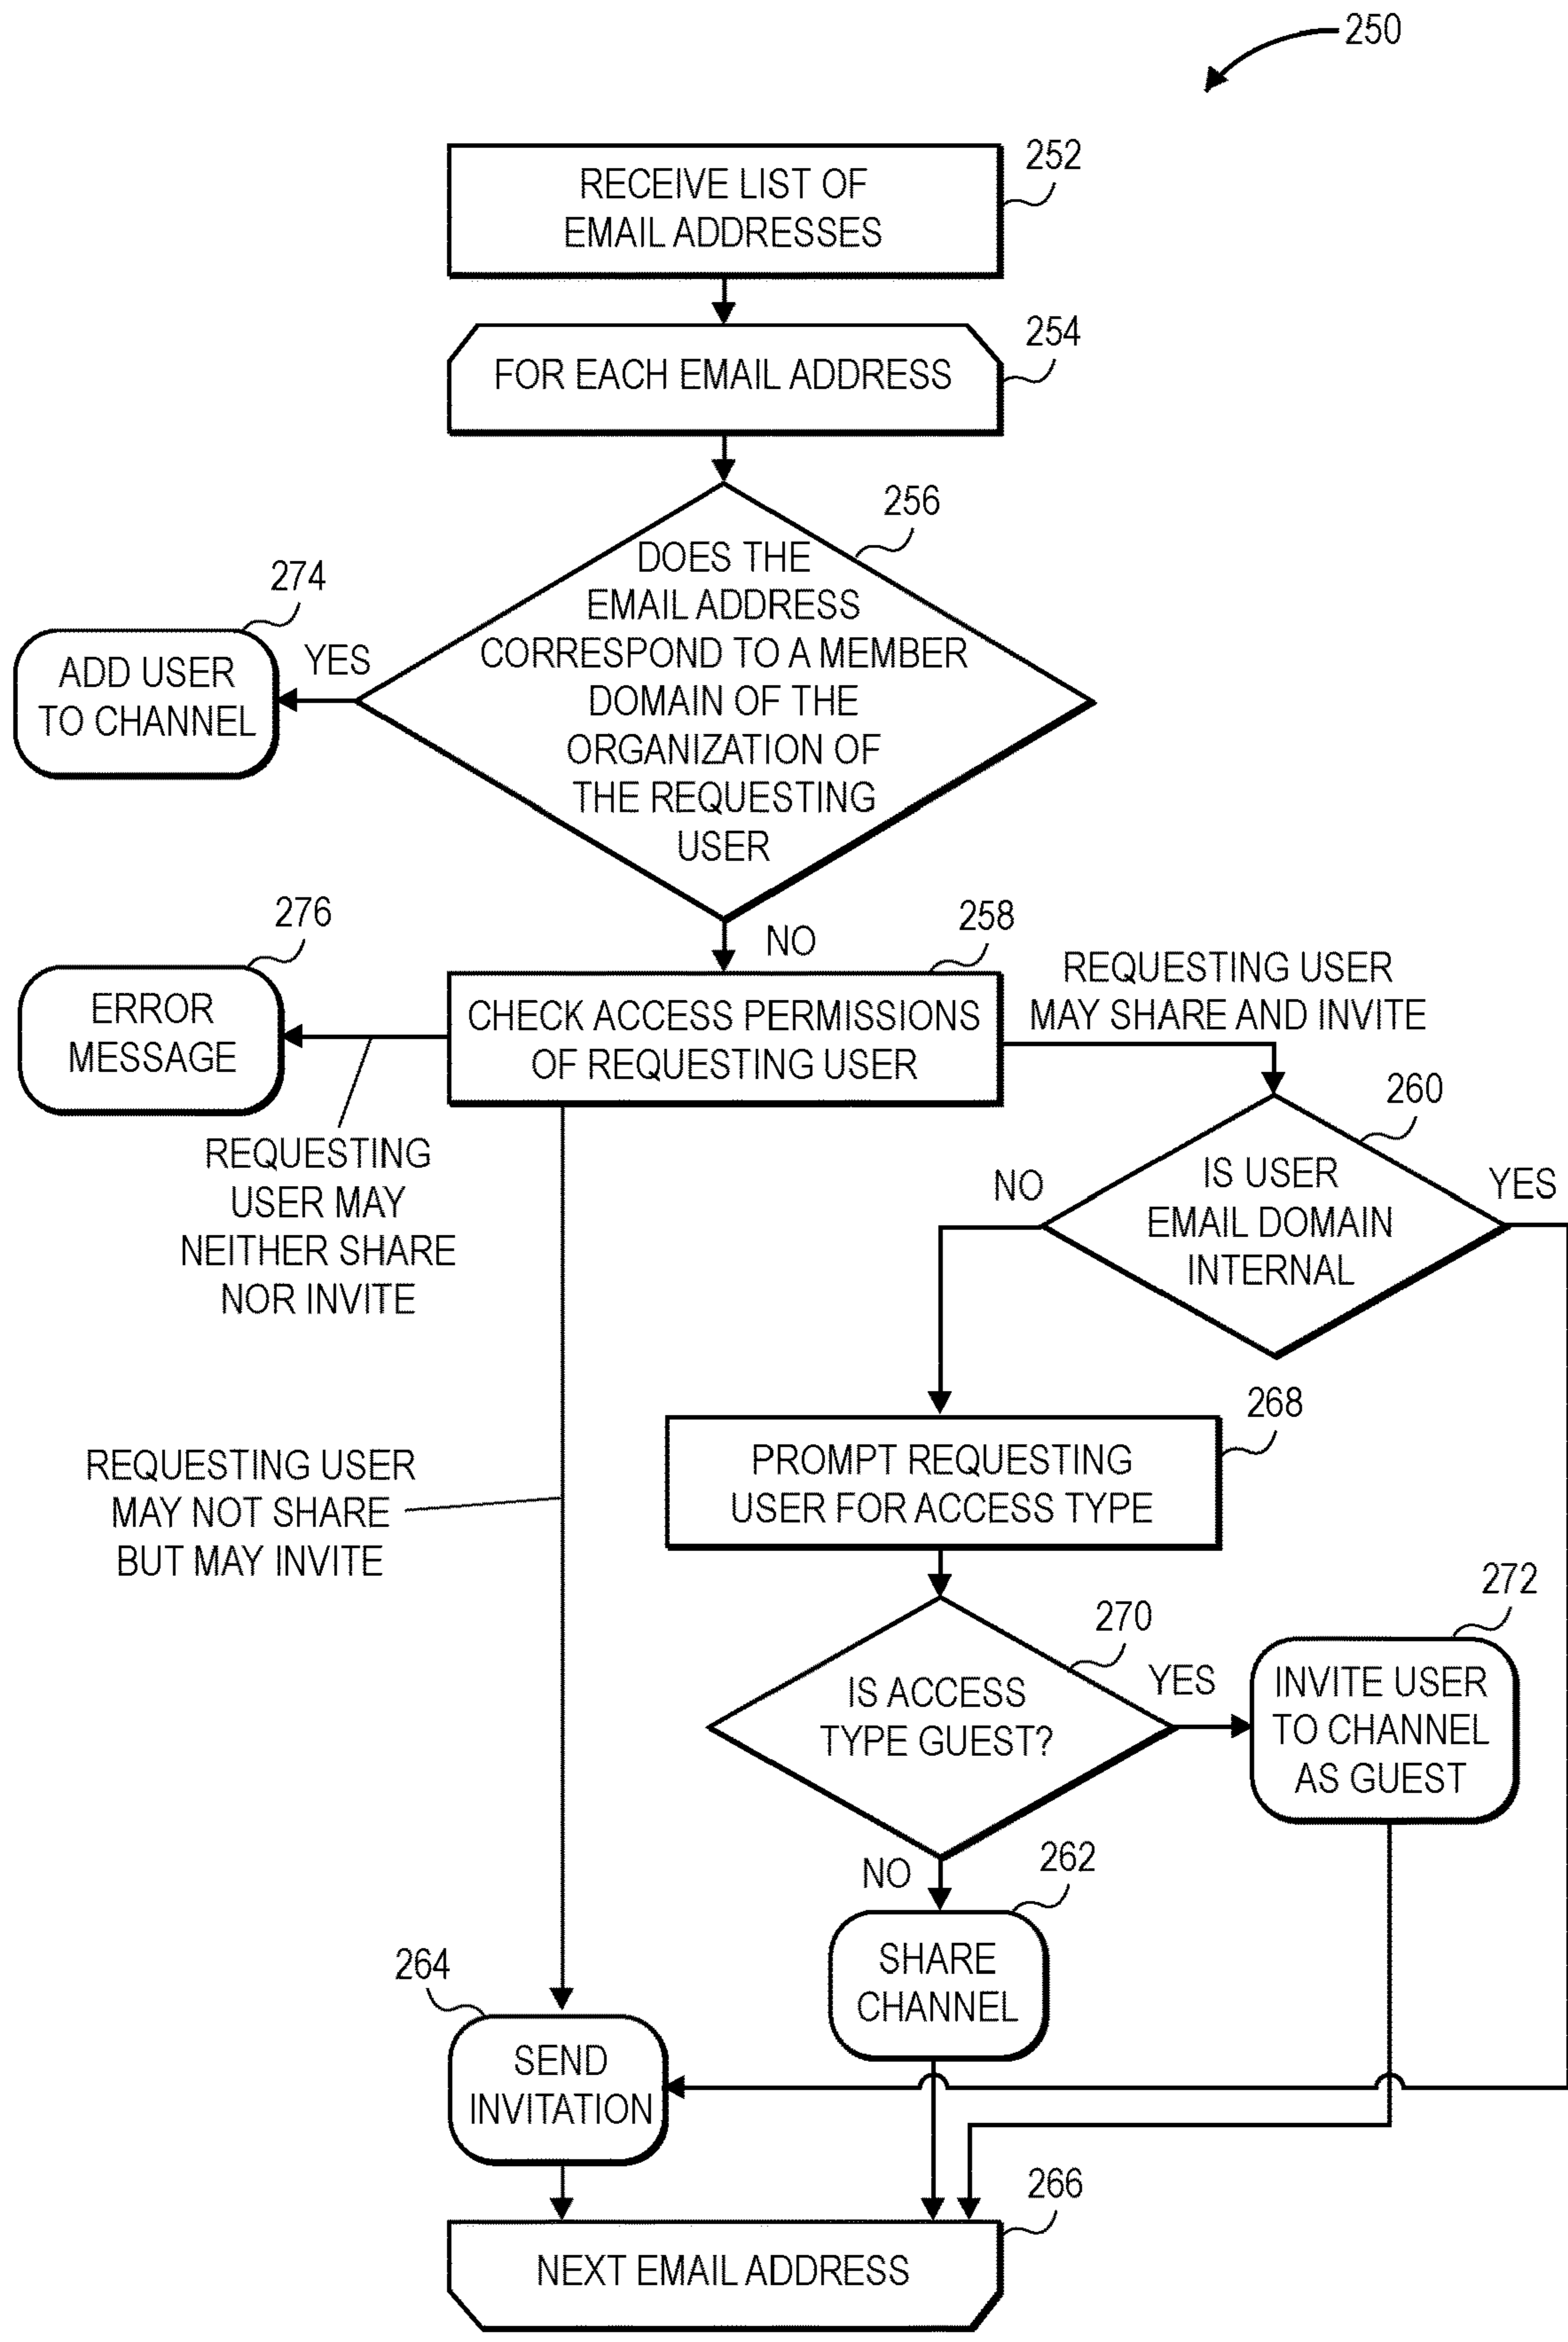 250
252
RECEIVE LIST OF
EMAIL ADDRESSES
254
FOR EACH EMAIL ADDRESS
256
DOES THE
EMAIL ADDRESS
CORRESPOND TO A MEMBER
DOMAIN OF THE
ORGANIZATION OF
THE REQUESTING
USER
274
YES
ADD USER
TO CHANNEL
NO
276
ERROR
MESSAGE
258
CHECK ACCESS PERMISSIONS
OF REQUESTING USER
REQUESTING USER
MAY SHARE AND INVITE
REQUESTING
USER MAY
NEITHER SHARE
NOR INVITE
260
IS USER
EMAIL DOMAIN
INTERNAL
NO
YES
REQUESTING USER
MAY NOT SHARE
BUT MAY INVITE
268
PROMPT REQUESTING
USER FOR ACCESS TYPE
270
IS ACCESS
TYPE GUEST?
YES
272
INVITE USER
TO CHANNEL
AS GUEST
NO
262
SHARE
CHANNEL
264
SEND
INVITATION
266
NEXT EMAIL ADDRESS